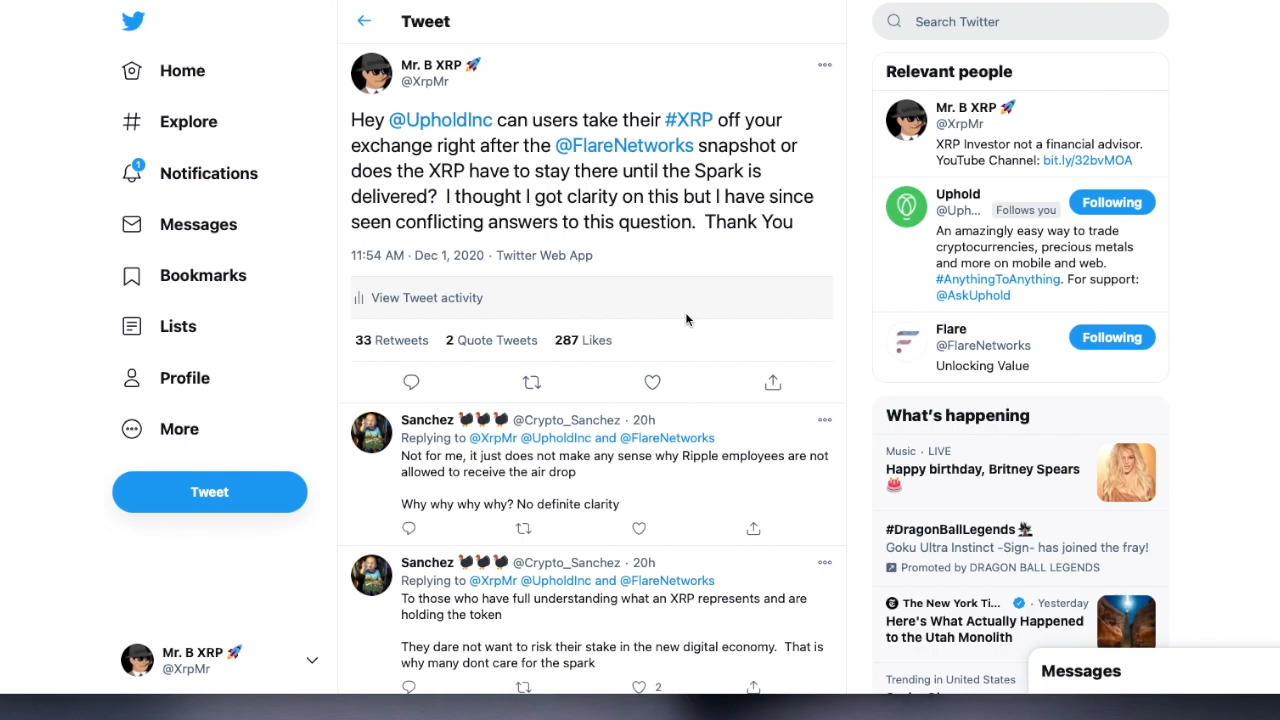 Home
Explore
1
Notifications
Messages
Bookmarks
Lists
Profile
More
Tweet
Mr. B XRP 🚀
@XrpMr
Tweet
Mr. B XRP 🚀
@XrpMr
Hey @UpholdInc can users take their #XRP off your
exchange right after the @FlareNetworks snapshot or
does the XRP have to stay there until the Spark is
delivered?  I thought I got clarity on this but I have since
seen conflicting answers to this question.  Thank You
11:54 AM · Dec 1, 2020 · Twitter Web App
View Tweet activity
33 Retweets 2 Quote Tweets 287 Likes
Sanchez 🦃🦃🦃 @Crypto_Sanchez · 20h
Replying to @XrpMr @UpholdInc and @FlareNetworks
Not for me, it just does not make any sense why Ripple employees are not
allowed to receive the air drop
Why why why why? No definite clarity
Sanchez 🦃🦃🦃 @Crypto_Sanchez · 20h
Replying to @XrpMr @UpholdInc and @FlareNetworks
To those who have full understanding what an XRP represents and are
holding the token
They dare not want to risk their stake in the new digital economy.  That is
why many dont care for the spark
2
Search Twitter
Relevant people
Mr. B XRP 🚀
@XrpMr
XRP Investor not a financial advisor.
YouTube Channel: bit.ly/32bvMOA
Uphold
@Uph... Follows you
Following
An amazingly easy way to trade
cryptocurrencies, precious metals
and more on mobile and web.
#AnythingToAnything. For support:
@AskUphold
Flare
@FlareNetworks
Following
Unlocking Value
What's happening
Music · LIVE
Happy birthday, Britney Spears
🎂
#DragonBallLegends
Goku Ultra Instinct -Sign- has joined the fray!
Promoted by DRAGON BALL LEGENDS
The New York Ti... · Yesterday
Here's What Actually Happened
to the Utah Monolith
Trending in United States
Messages